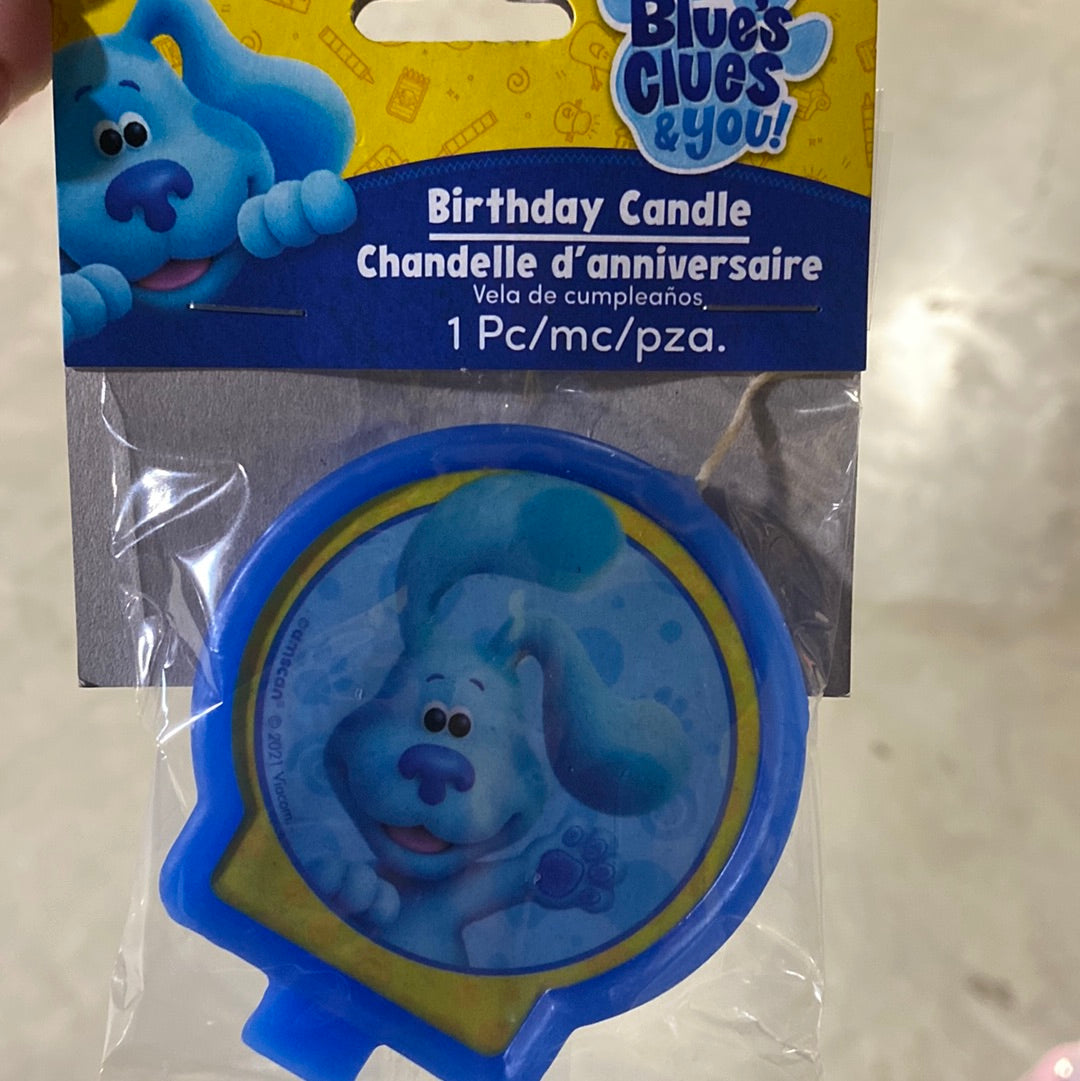 Blue's
Clues
& you!
Birthday Candle
Chandelle d'anniversaire
Vela de cumpleaños
1 Pc/mc/pza.
©amscan® © 2021 Viacom